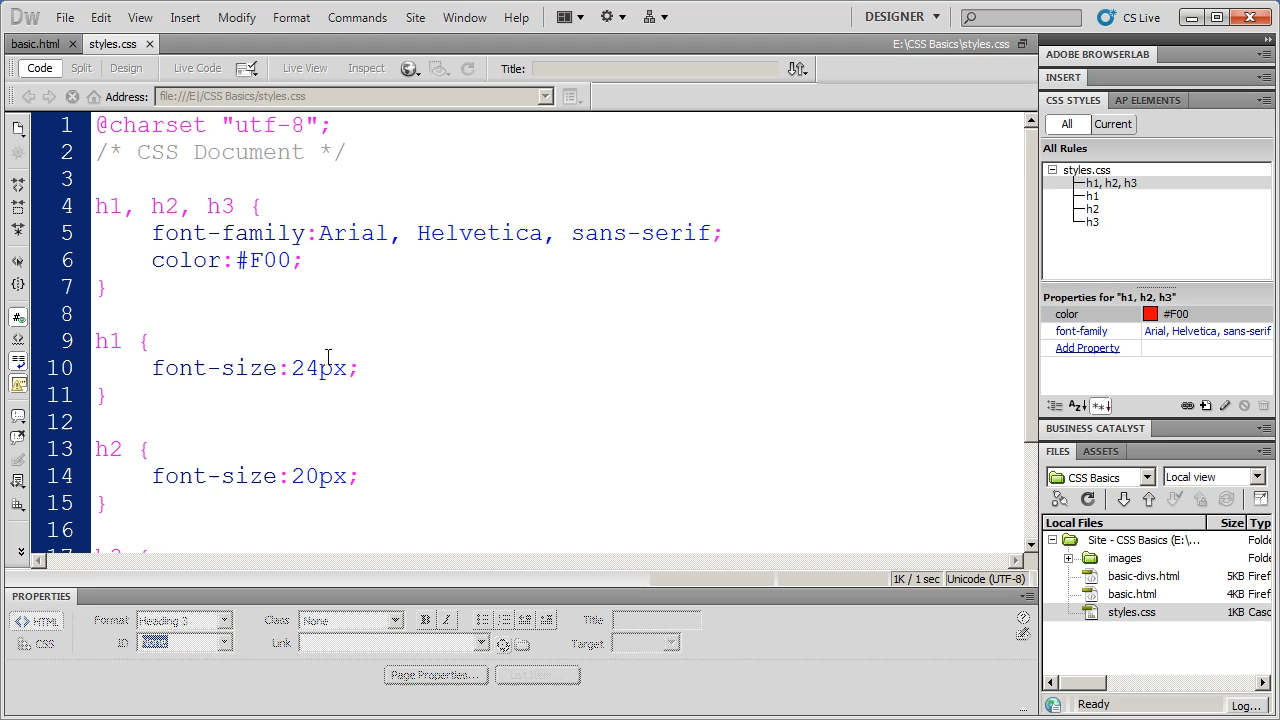 Dw File Edit View Insert Modify Format Commands Site Window Help DESIGNER CS Live
basic.html styles.css E:\CSS Basics\styles.css
Code Split Design Live Code Live View Inspect Title:
Address: file:///E|/CSS Basics/styles.css
1 @charset "utf-8";
2 /* CSS Document */
3
4 h1, h2, h3 {
5 font-family:Arial, Helvetica, sans-serif;
6 color:#F00;
7 }
8
9 h1 {
10 font-size:24px;
11 }
12
13 h2 {
14 font-size:20px;
15 }
16
17 h3 {
1K / 1 sec Unicode (UTF-8)
PROPERTIES
<> HTML Format Heading 3 Class None B I Title
CSS ID Link Target
Page Properties... List Item...
ADOBE BROWSERLAB
INSERT
CSS STYLES AP ELEMENTS
All Current
All Rules
styles.css
h1, h2, h3
h1
h2
h3
Properties for "h1, h2, h3"
color #F00
font-family Arial, Helvetica, sans-serif
Add Property
BUSINESS CATALYST
FILES ASSETS
CSS Basics Local view
Local Files Size Typ
Site - CSS Basics (E:\... Folde
images Folde
basic-divs.html 5KB Firef
basic.html 4KB Firef
styles.css 1KB Casc
Ready Log...